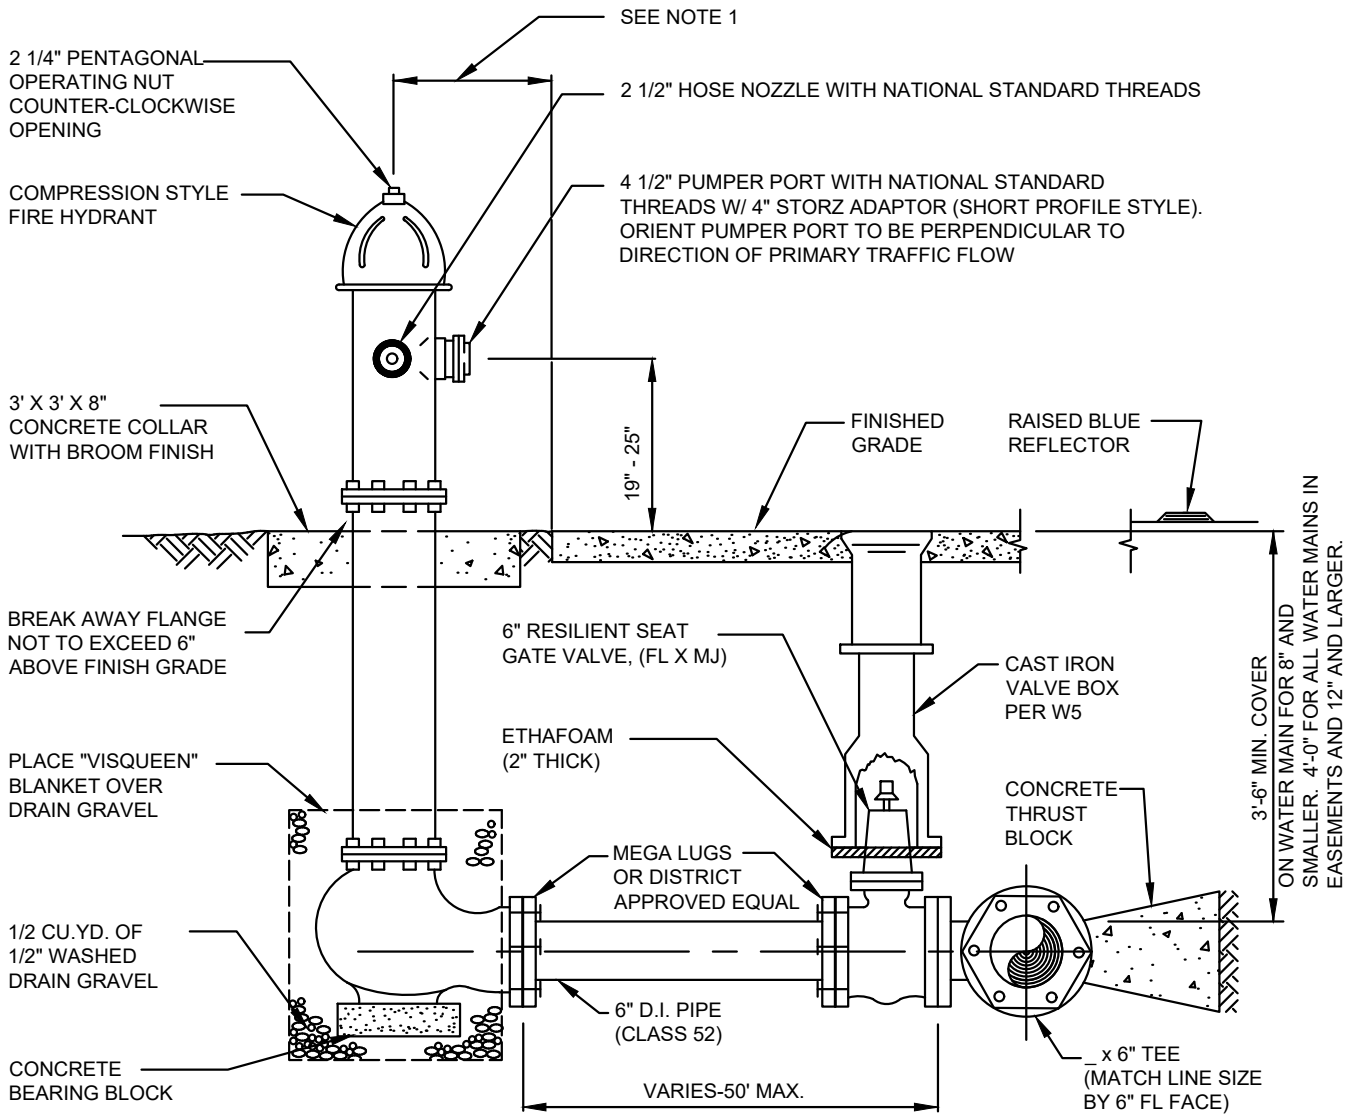 SEE NOTE 1
2 1/4" PENTAGONAL
OPERATING NUT
COUNTER-CLOCKWISE
OPENING
2 1/2" HOSE NOZZLE WITH NATIONAL STANDARD THREADS
COMPRESSION STYLE
FIRE HYDRANT
4 1/2" PUMPER PORT WITH NATIONAL STANDARD
THREADS W/ 4" STORZ ADAPTOR (SHORT PROFILE STYLE).
ORIENT PUMPER PORT TO BE PERPENDICULAR TO
DIRECTION OF PRIMARY TRAFFIC FLOW
3' X 3' X 8"
CONCRETE COLLAR
WITH BROOM FINISH
19" - 25"
FINISHED
GRADE
RAISED BLUE
REFLECTOR
BREAK AWAY FLANGE
NOT TO EXCEED 6"
ABOVE FINISH GRADE
6" RESILIENT SEAT
GATE VALVE, (FL X MJ)
CAST IRON
VALVE BOX
PER W5
3'-6" MIN. COVER
ON WATER MAIN FOR 8" AND
SMALLER. 4'-0" FOR ALL WATER MAINS IN
EASEMENTS AND 12" AND LARGER.
ETHAFOAM
(2" THICK)
PLACE "VISQUEEN"
BLANKET OVER
DRAIN GRAVEL
CONCRETE
THRUST
BLOCK
MEGA LUGS
OR DISTRICT
APPROVED EQUAL
1/2 CU.YD. OF
1/2" WASHED
DRAIN GRAVEL
6" D.I. PIPE
(CLASS 52)
CONCRETE
BEARING BLOCK
VARIES-50' MAX.
_ x 6" TEE
(MATCH LINE SIZE
BY 6" FL FACE)